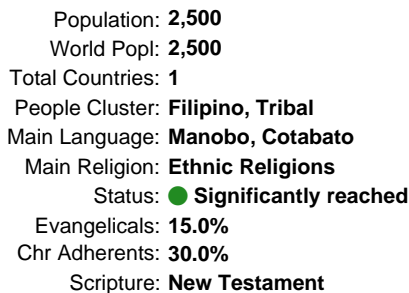 Population: 2,500
World Popl: 2,500
Total Countries: 1
People Cluster: Filipino, Tribal
Main Language: Manobo, Cotabato
Main Religion: Ethnic Religions
Status: Significantly reached
Evangelicals: 15.0%
Chr Adherents: 30.0%
Scripture: New Testament